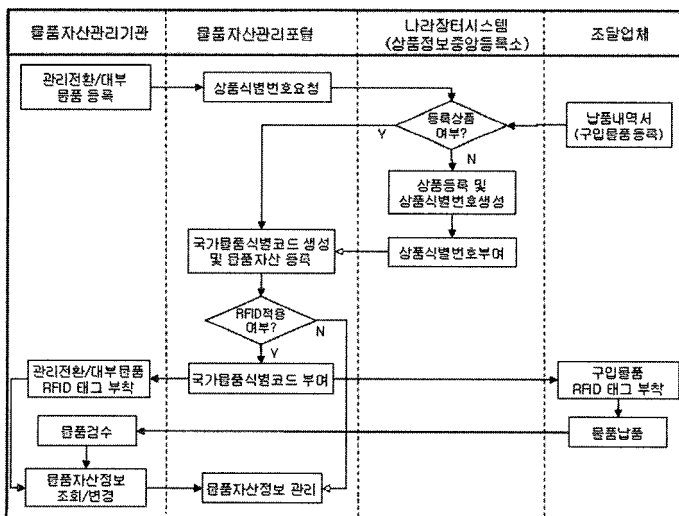 물품자산관리기관
물품자산관리포털
나라장터시스템
(상품정보중앙등록소)
조달업체
관리전환/대부
물품 등록
상품식별번호요청
등록상품
여부?
납품내역서
(구입물품등록)
Y
N
상품등록 및
상품식별번호생성
국가물품식별코드 생성
및 물품자산 등록
상품식별번호부여
RFID적용
여부?
N
Y
관리전환/대부물품
RFID 태그 부착
국가물품식별코드 부여
구입물품
RFID 태그 부착
물품검수
물품납품
물품자산정보
조회/변경
물품자산정보 관리